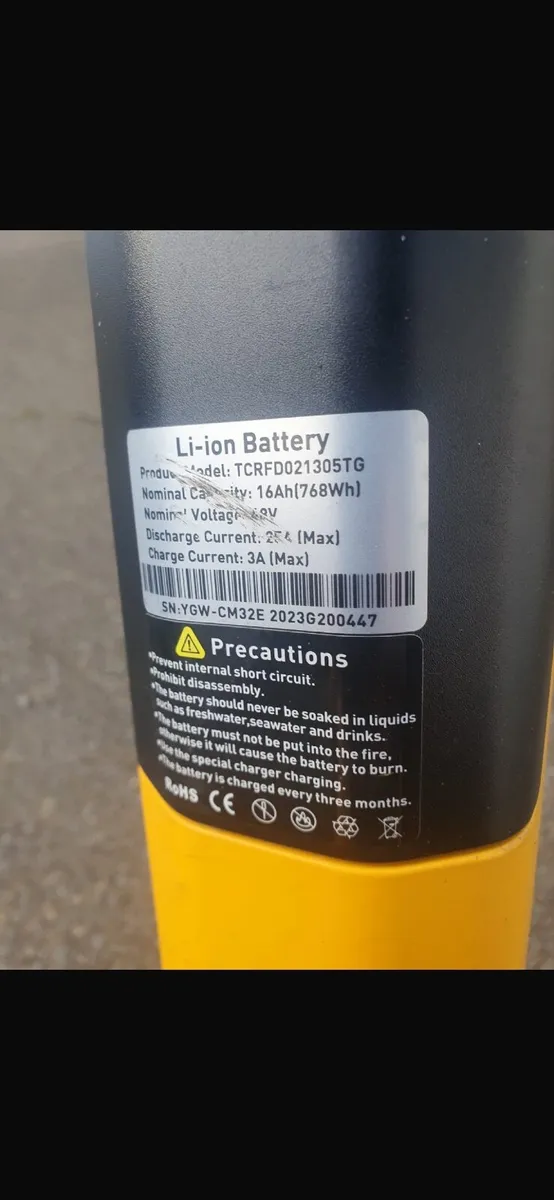 Li-ion Battery
TCRFD021305TG
Nominal 16Ah(768Wh)
Discharge Current: (Max)
Charge Current: 3A (Max)
SN:YGW-CM32E 2023G200447
Precautions
•Prevent internal short circuit.
•Prohibit disassembly.
•The battery should never be soaked in liquids
such as freshwater,seawater and drinks.
•The battery must not be put into the fire,
otherwise it will cause the battery to burn.
•Use the special charger charging.
•The battery is charged every three months.
RoHS CE